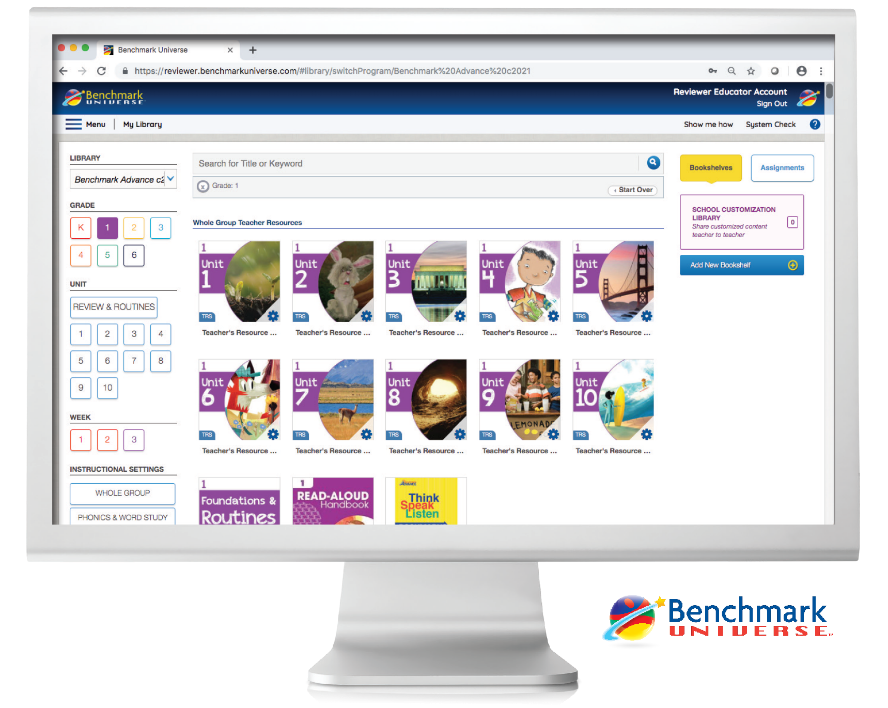 Benchmark Universe
https://reviewer.benchmarkuniverse.com/#library/switchProgram/Benchmark%20Advance%20c2021
Benchmark
UNIVERSE
Reviewer Educator Account
Sign Out
Menu
My Library
Show me how
System Check
?
LIBRARY
Benchmark Advance c2
GRADE
K 1 2 3
4 5 6
UNIT
REVIEW & ROUTINES
1 2 3 4
5 6 7 8
9 10
WEEK
1 2 3
INSTRUCTIONAL SETTINGS
WHOLE GROUP
PHONICS & WORD STUDY
Search for Title or Keyword
x Grade: 1
‹ Start Over
Whole Group Teacher Resources
1
Unit
1
TRS
Teacher's Resource ...
1
Unit
2
TRS
Teacher's Resource ...
1
Unit
3
TRS
Teacher's Resource ...
1
Unit
4
TRS
Teacher's Resource ...
1
Unit
5
TRS
Teacher's Resource ...
1
Unit
6
TRS
Teacher's Resource ...
1
Unit
7
TRS
Teacher's Resource ...
1
Unit
8
TRS
Teacher's Resource ...
1
Unit
9
LEMONADE
TRS
Teacher's Resource ...
1
Unit
10
TRS
Teacher's Resource ...
1
Foundations &
Routines
1
READ-ALOUD
Handbook
Think
Speak
Listen
Bookshelves
Assignments
SCHOOL CUSTOMIZATION
LIBRARY
Share customized content
teacher to teacher
0
Add New Bookshelf
Benchmark
UNIVERSE